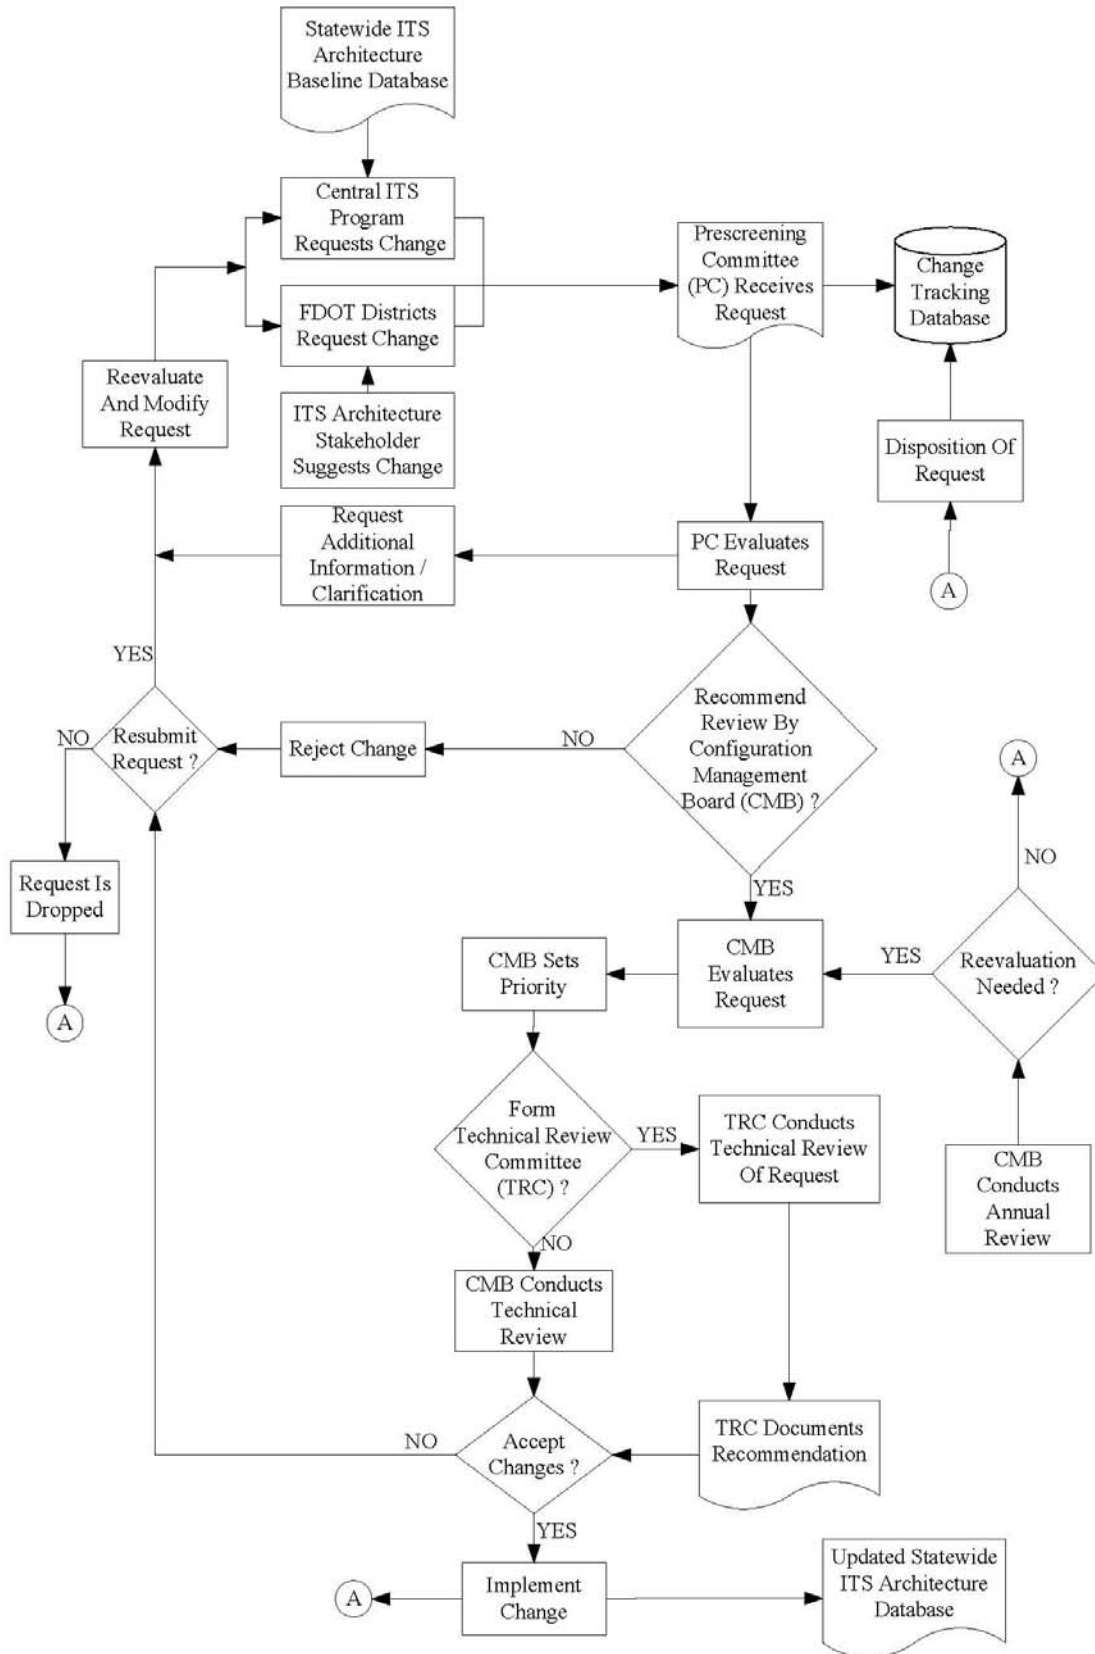 Statewide ITS
Architecture
Baseline Database
Central ITS
Program
Requests Change
FDOT Districts
Request Change
ITS Architecture
Stakeholder
Suggests Change
Prescreening
Committee
(PC) Receives
Request
Change
Tracking
Database
Reevaluate
And Modify
Request
Disposition Of
Request
A
Request
Additional
Information /
Clarification
PC Evaluates
Request
YES
NO
Resubmit
Request ?
Reject Change
NO
Recommend
Review By
Configuration
Management
Board (CMB) ?
YES
A
NO
Request Is
Dropped
A
CMB Sets
Priority
CMB
Evaluates
Request
YES
Reevaluation
Needed ?
Form
Technical Review
Committee
(TRC) ?
YES
TRC Conducts
Technical Review
Of Request
CMB
Conducts
Annual
Review
NO
CMB Conducts
Technical
Review
NO
Accept
Changes ?
TRC Documents
Recommendation
YES
A
Implement
Change
Updated Statewide
ITS Architecture
Database